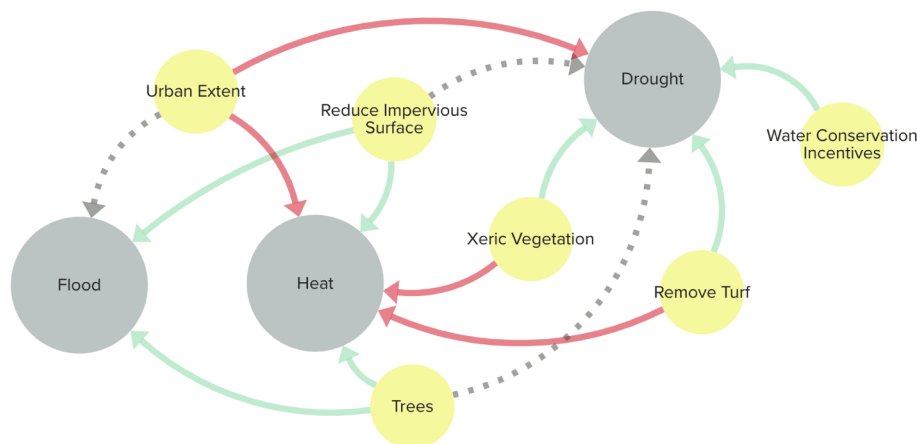 Drought
Urban Extent
Reduce Impervious
Surface
Water Conservation
Incentives
Xeric Vegetation
Flood
Heat
Remove Turf
Trees